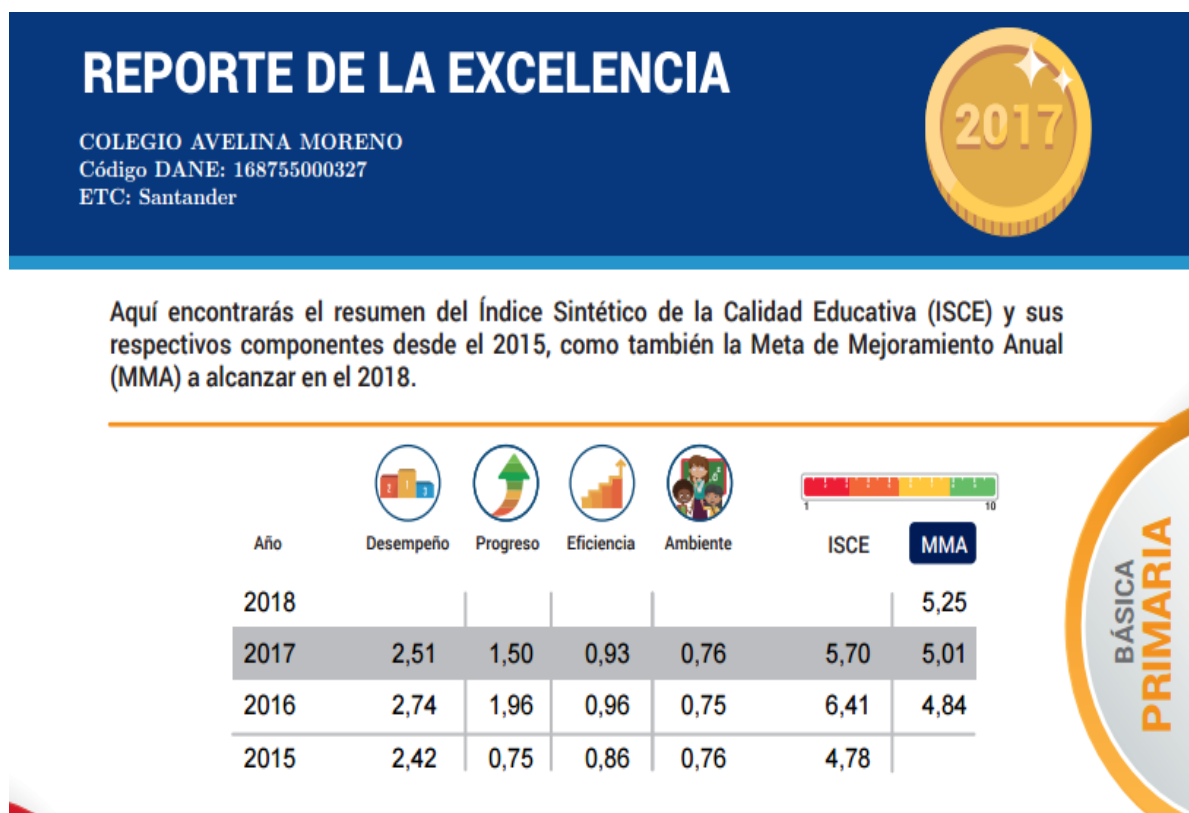 REPORTE DE LA EXCELENCIA
2017
COLEGIO AVELINA MORENO
Código DANE: 168755000327
ETC: Santander
Aquí encontrarás el resumen del Índice Sintético de la Calidad Educativa (ISCE) y sus
respectivos componentes desde el 2015, como también la Meta de Mejoramiento Anual
(MMA) a alcanzar en el 2018.
2 1 3
1 10
Año Desempeño Progreso Eficiencia Ambiente ISCE MMA
2018 5,25
2017 2,51 1,50 0,93 0,76 5,70 5,01
2016 2,74 1,96 0,96 0,75 6,41 4,84
2015 2,42 0,75 0,86 0,76 4,78
BÁSICA
PRIMARIA